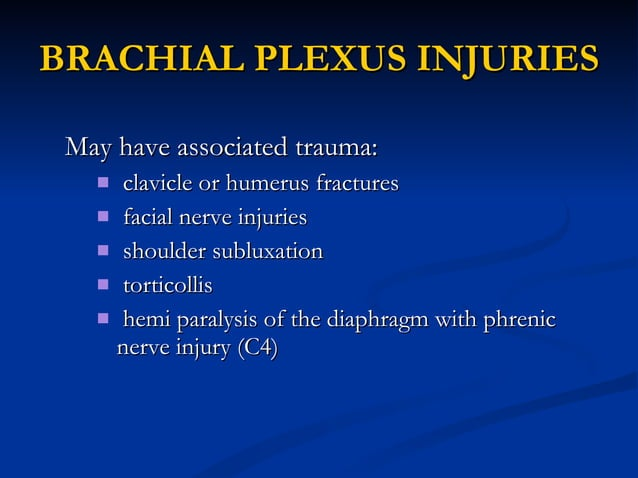 BRACHIAL PLEXUS INJURIES
May have associated trauma:
clavicle or humerus fractures
facial nerve injuries
shoulder subluxation
torticollis
hemi paralysis of the diaphragm with phrenic
nerve injury (C4)